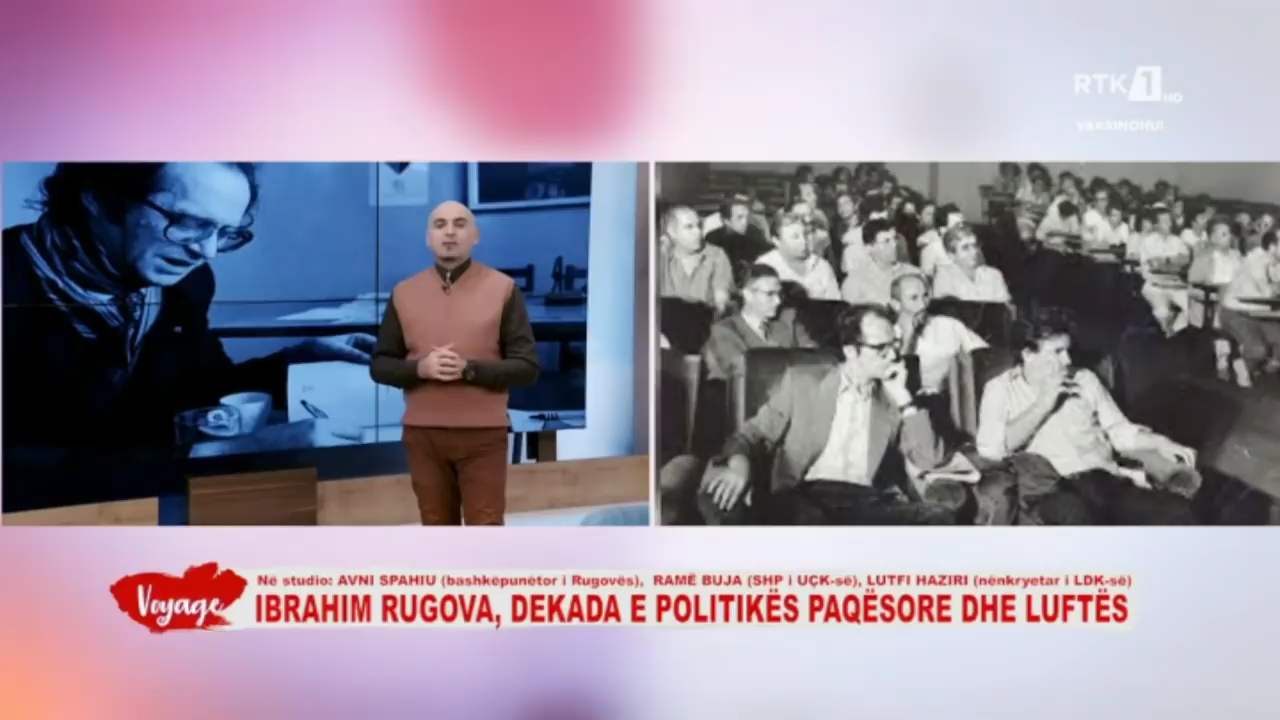 RTK 1 HD
VAKSINOHU!
Në studio: AVNI SPAHIU (bashkëpunëtor i Rugovës), RAMË BUJA (SHP i UÇK-së), LUTFI HAZIRI (nënkryetar i LDK-së)
Voyage
IBRAHIM RUGOVA, DEKADA E POLITIKËS PAQËSORE DHE LUFTËS